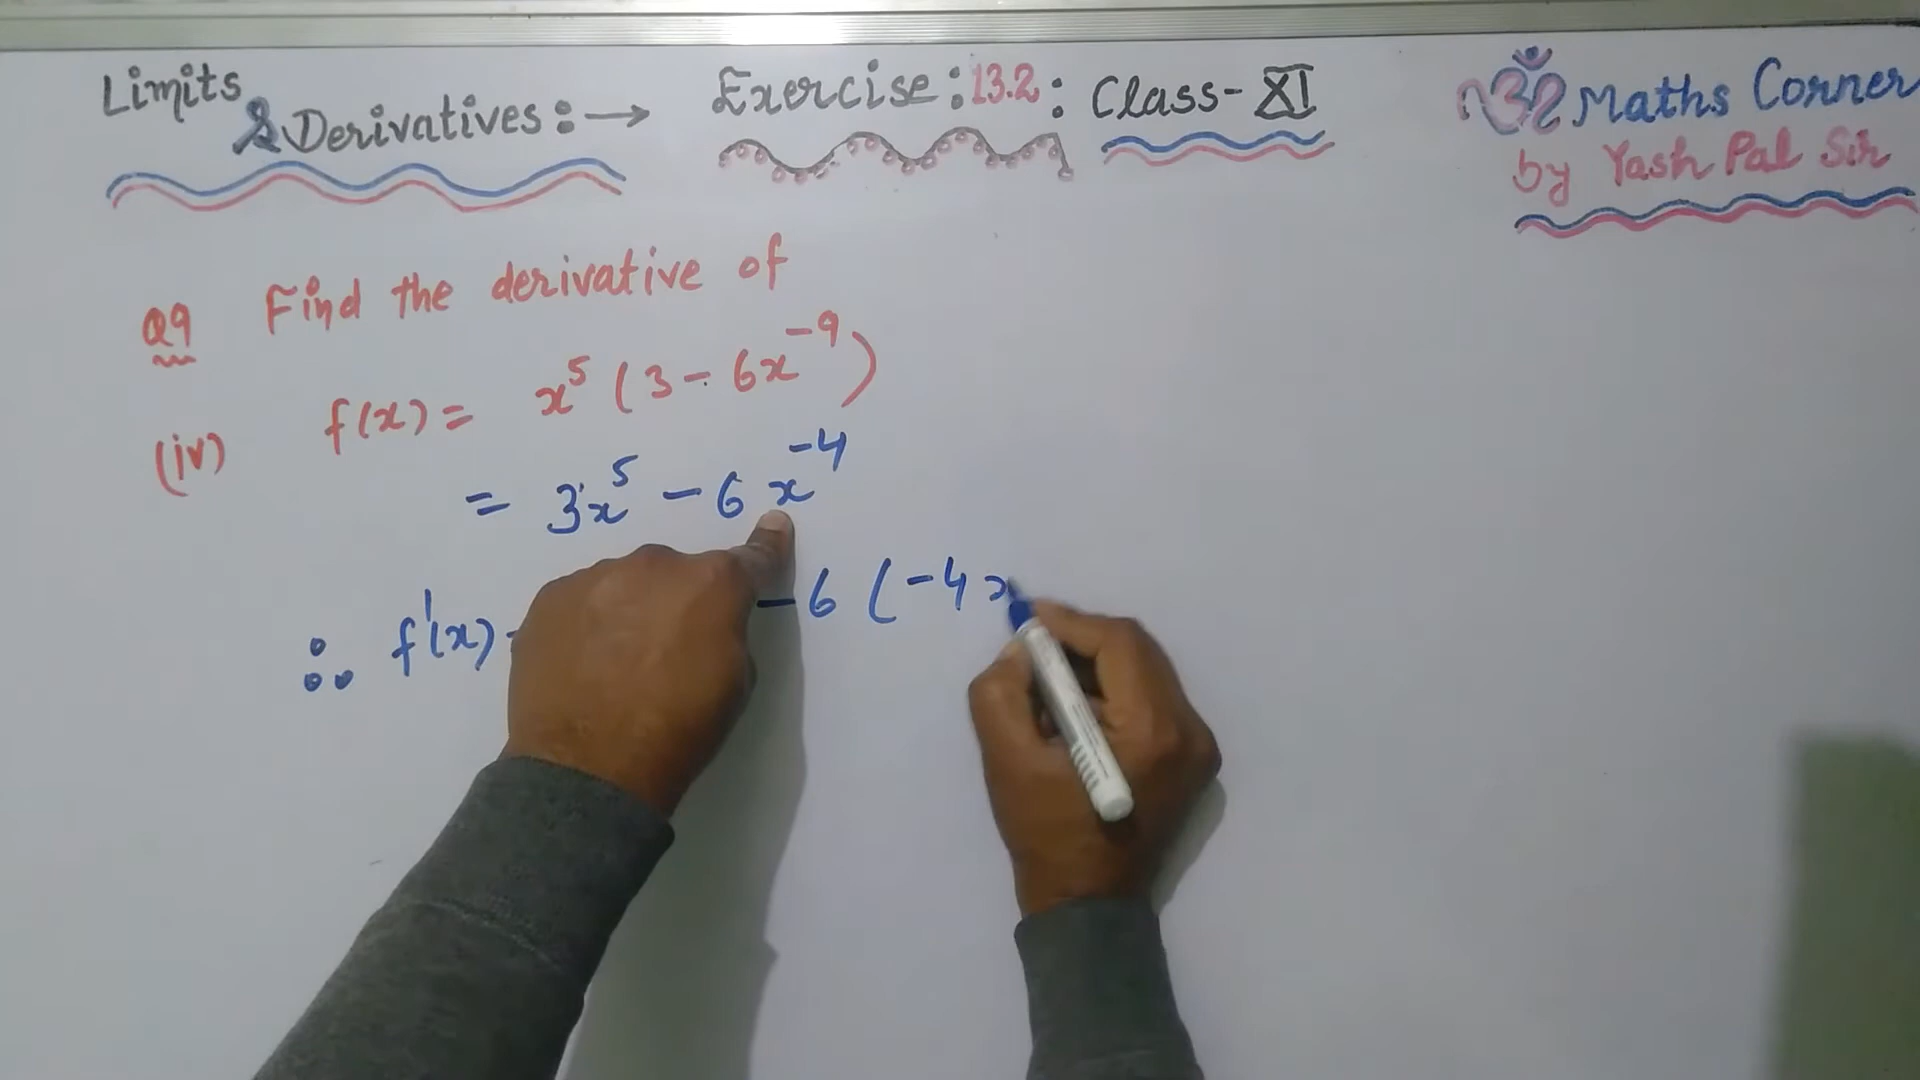 Limits & Derivatives :→ Exercise : 13.2 : Class - XI
ॐ Maths Corner
by Yash Pal Sir
Q9 Find the derivative of
(iv) f(x) = x⁵ (3 - 6x⁻⁹)
= 3x⁵ - 6x⁻⁴
∴ f'(x) - 6 (-4x